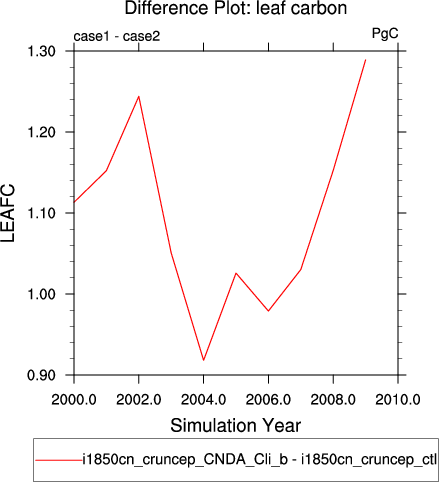 Difference Plot: leaf carbon
case1 - case2
PgC
1.30
1.20
1.10
1.00
0.90
LEAFC
2000.0 2002.0 2004.0 2006.0 2008.0 2010.0
Simulation Year
i1850cn_cruncep_CNDA_Cli_b - i1850cn_cruncep_ctl